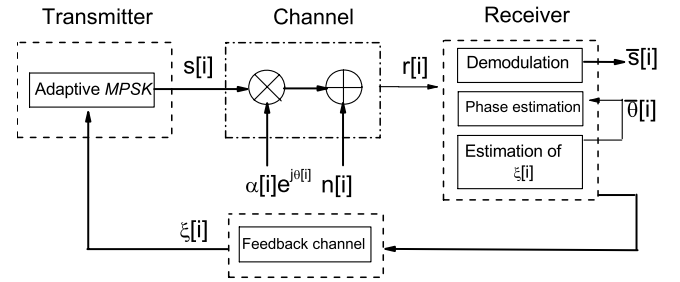 Transmitter
Channel
Receiver
Adaptive MPSK
s[i]
r[i]
Demodulation
s̅[i]
Phase estimation
θ̅[i]
Estimation of
ξ[i]
α[i]e^jθ[i]
n[i]
ξ[i]
Feedback channel